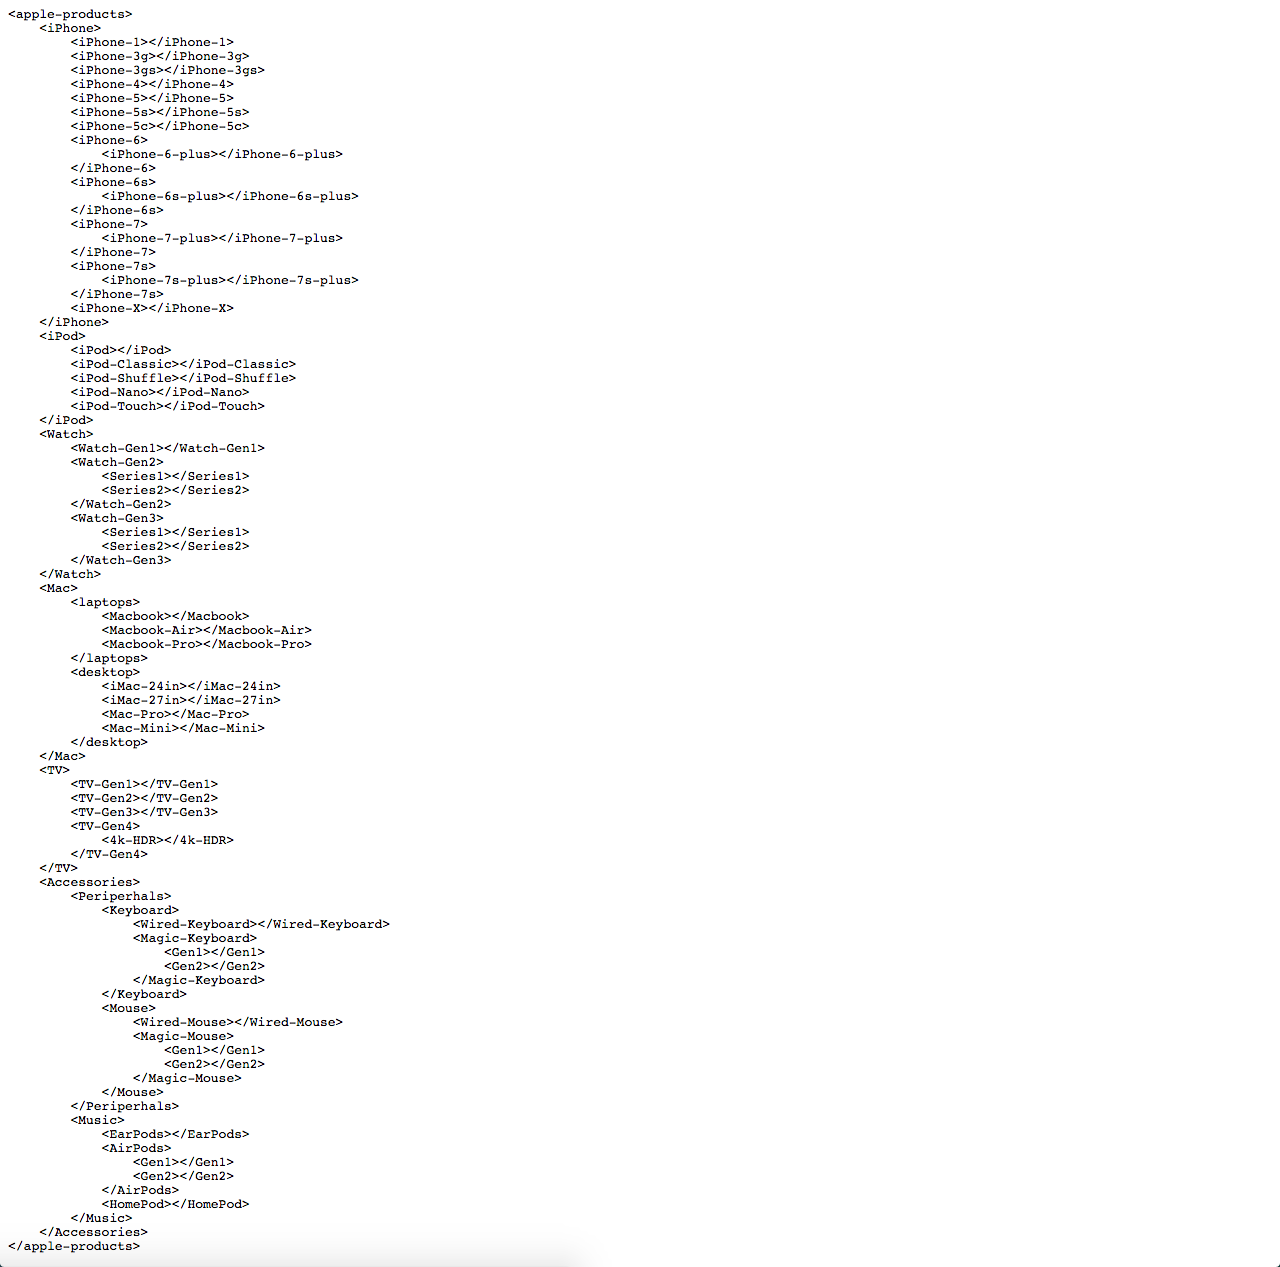 <apple-products>
    <iPhone>
        <iPhone-1></iPhone-1>
        <iPhone-3g></iPhone-3g>
        <iPhone-3gs></iPhone-3gs>
        <iPhone-4></iPhone-4>
        <iPhone-5></iPhone-5>
        <iPhone-5s></iPhone-5s>
        <iPhone-5c></iPhone-5c>
        <iPhone-6>
            <iPhone-6-plus></iPhone-6-plus>
        </iPhone-6>
        <iPhone-6s>
            <iPhone-6s-plus></iPhone-6s-plus>
        </iPhone-6s>
        <iPhone-7>
            <iPhone-7-plus></iPhone-7-plus>
        </iPhone-7>
        <iPhone-7s>
            <iPhone-7s-plus></iPhone-7s-plus>
        </iPhone-7s>
        <iPhone-X></iPhone-X>
    </iPhone>
    <iPod>
        <iPod></iPod>
        <iPod-Classic></iPod-Classic>
        <iPod-Shuffle></iPod-Shuffle>
        <iPod-Nano></iPod-Nano>
        <iPod-Touch></iPod-Touch>
    </iPod>
    <Watch>
        <Watch-Gen1></Watch-Gen1>
        <Watch-Gen2>
            <Series1></Series1>
            <Series2></Series2>
        </Watch-Gen2>
        <Watch-Gen3>
            <Series1></Series1>
            <Series2></Series2>
        </Watch-Gen3>
    </Watch>
    <Mac>
        <laptops>
            <Macbook></Macbook>
            <Macbook-Air></Macbook-Air>
            <Macbook-Pro></Macbook-Pro>
        </laptops>
        <desktop>
            <iMac-24in></iMac-24in>
            <iMac-27in></iMac-27in>
            <Mac-Pro></Mac-Pro>
            <Mac-Mini></Mac-Mini>
        </desktop>
    </Mac>
    <TV>
        <TV-Gen1></TV-Gen1>
        <TV-Gen2></TV-Gen2>
        <TV-Gen3></TV-Gen3>
        <TV-Gen4>
            <4k-HDR></4k-HDR>
        </TV-Gen4>
    </TV>
    <Accessories>
        <Periperhals>
            <Keyboard>
                <Wired-Keyboard></Wired-Keyboard>
                <Magic-Keyboard>
                    <Gen1></Gen1>
                    <Gen2></Gen2>
                </Magic-Keyboard>
            </Keyboard>
            <Mouse>
                <Wired-Mouse></Wired-Mouse>
                <Magic-Mouse>
                    <Gen1></Gen1>
                    <Gen2></Gen2>
                </Magic-Mouse>
            </Mouse>
        </Periperhals>
        <Music>
            <EarPods></EarPods>
            <AirPods>
                <Gen1></Gen1>
                <Gen2></Gen2>
            </AirPods>
            <HomePod></HomePod>
        </Music>
    </Accessories>
</apple-products>